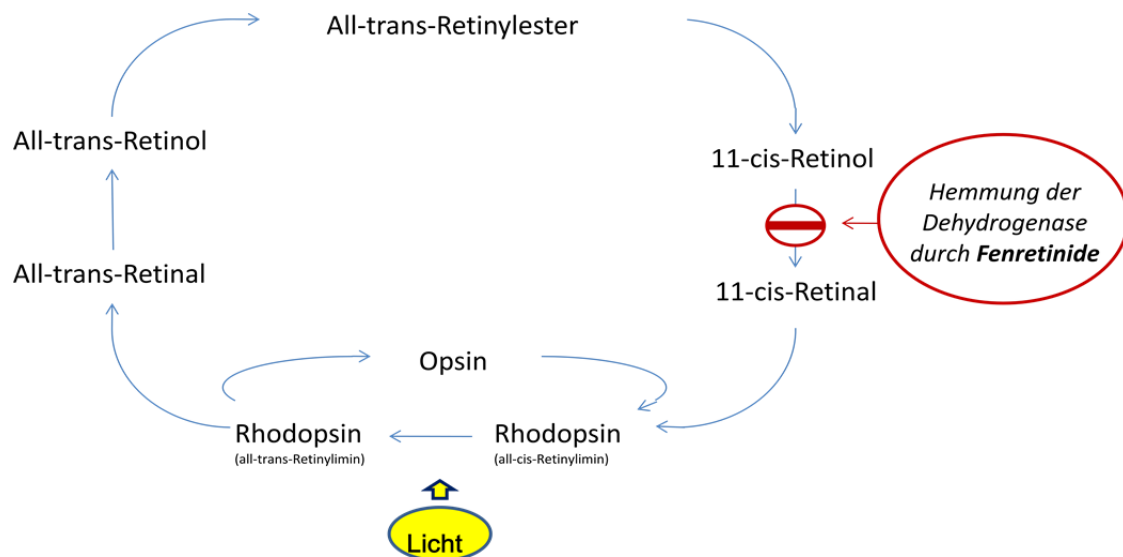 All-trans-Retinylester
All-trans-Retinol
11-cis-Retinol
Hemmung der
Dehydrogenase
durch Fenretinide
All-trans-Retinal
11-cis-Retinal
Opsin
Rhodopsin
(all-trans-Retinylimin)
Rhodopsin
(all-cis-Retinylimin)
Licht